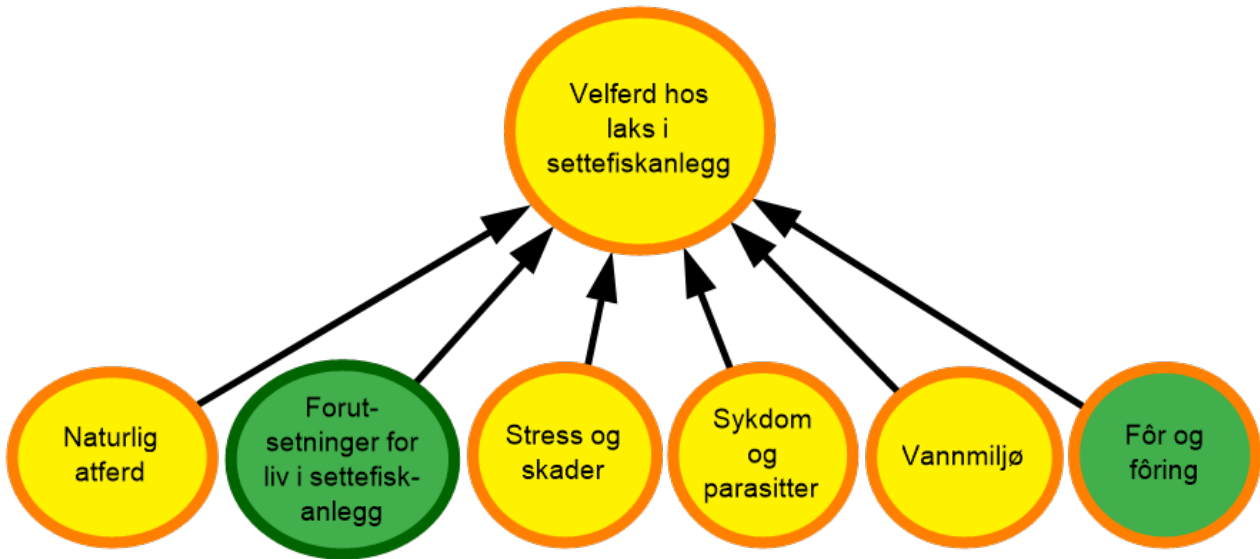 Velferd hos
laks i
settefiskanlegg
Naturlig
atferd
Forut-
setninger for
liv i settefisk-
anlegg
Stress og
skader
Sykdom
og
parasitter
Vannmiljø
Fôr og
fôring